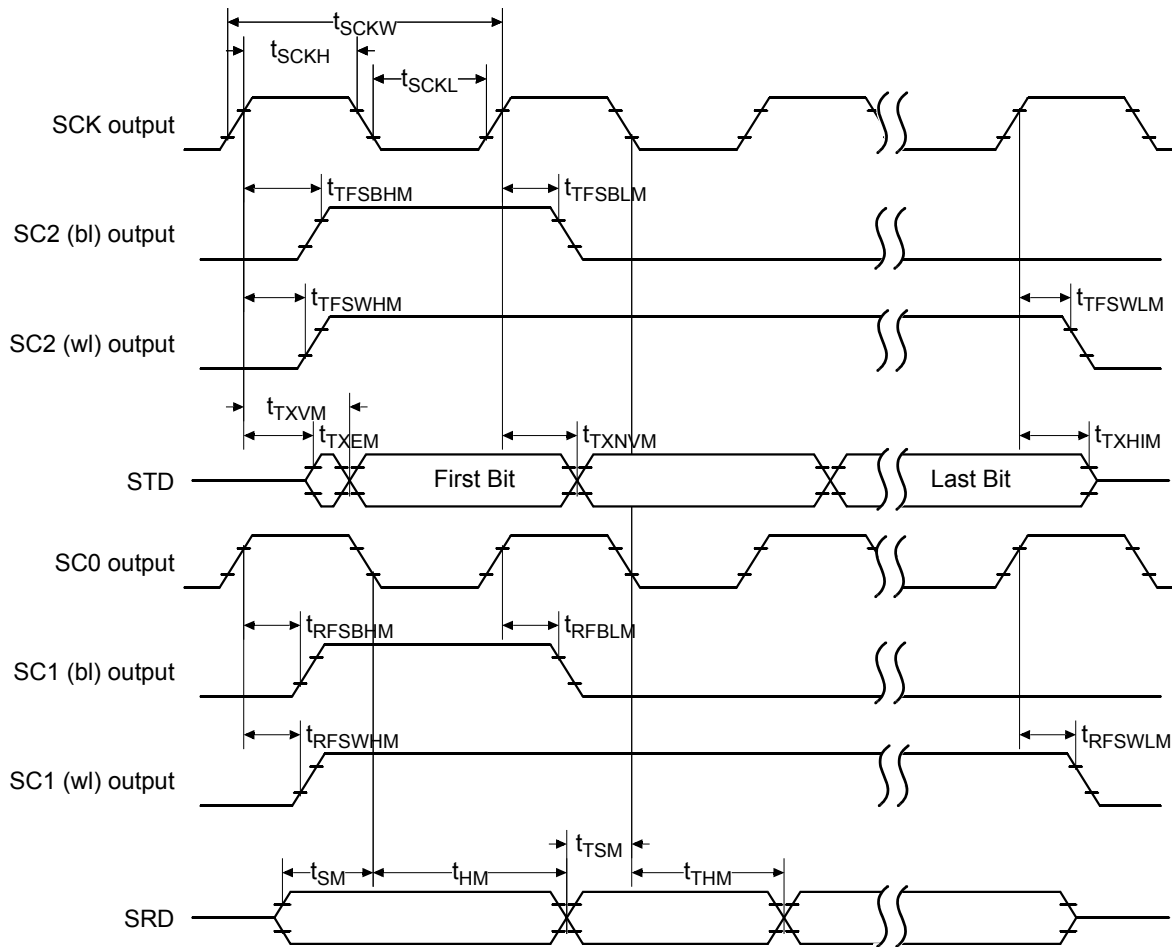 tSCKW
tSCKH
tSCKL
SCK output
tTFSBHM
tTFSBLM
SC2 (bl) output
tTFSWHM
tTFSWLM
SC2 (wl) output
tTXVM
tTXEM
tTXNVM
tTXHIM
STD
First Bit
Last Bit
SC0 output
tRFSBHM
tRFBLM
SC1 (bl) output
tRFSWHM
tRFSWLM
SC1 (wl) output
tTSM
tSM
tHM
tTHM
SRD